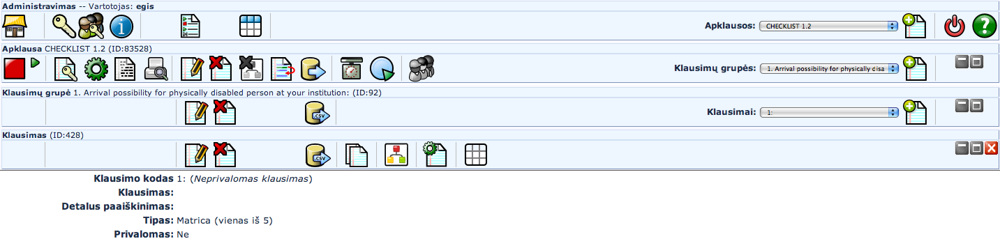 Administravimas -- Vartotojas: egis
Apklausos: CHECKLIST 1.2
Apklausa CHECKLIST 1.2 (ID:83528)
Klausimų grupės: 1. Arrival possibility for physically disa
Klausimų grupė 1. Arrival possibility for physically disabled person at your institution: (ID:92)
.CSV
Klausimai: 1:
Klausimas (ID:428)
.CSV
Klausimo kodas 1: (Neprivalomas klausimas)
Klausimas:
Detalus paaiškinimas:
Tipas: Matrica (vienas iš 5)
Privalomas: Ne